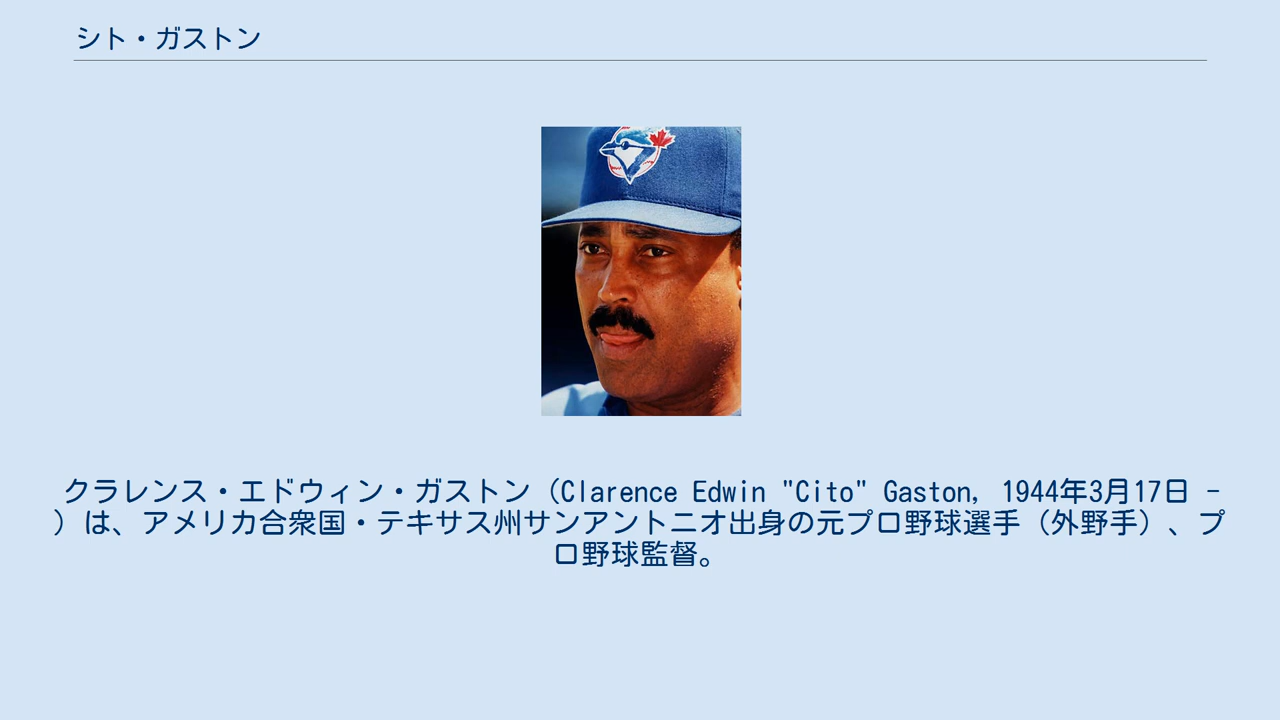 シト・ガストン
クラレンス・エドウィン・ガストン（Clarence Edwin "Cito" Gaston, 1944年3月17日 -
）は、アメリカ合衆国・テキサス州サンアントニオ出身の元プロ野球選手（外野手）、プ
ロ野球監督。